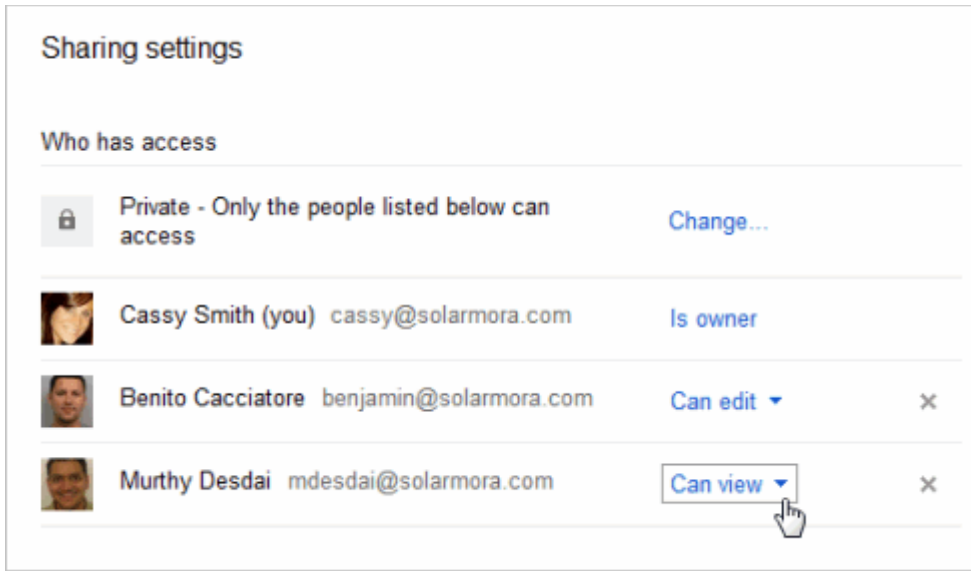 Sharing settings
Who has access
Private - Only the people listed below can
access
Change...
Cassy Smith (you) cassy@solarmora.com Is owner
Benito Cacciatore benjamin@solarmora.com Can edit
Murthy Desdai mdesdai@solarmora.com Can view